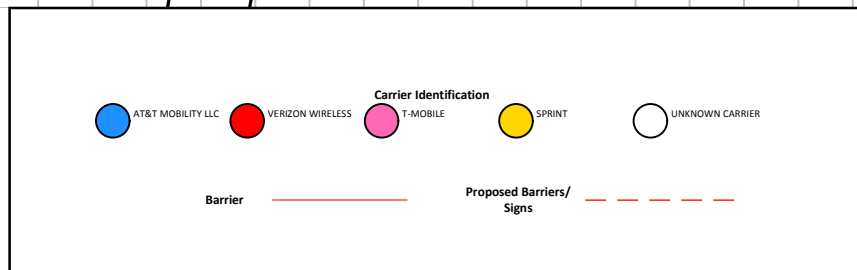 Carrier Identification
AT&T MOBILITY LLC
VERIZON WIRELESS
T-MOBILE
SPRINT
UNKNOWN CARRIER
Barrier
Proposed Barriers/
Signs